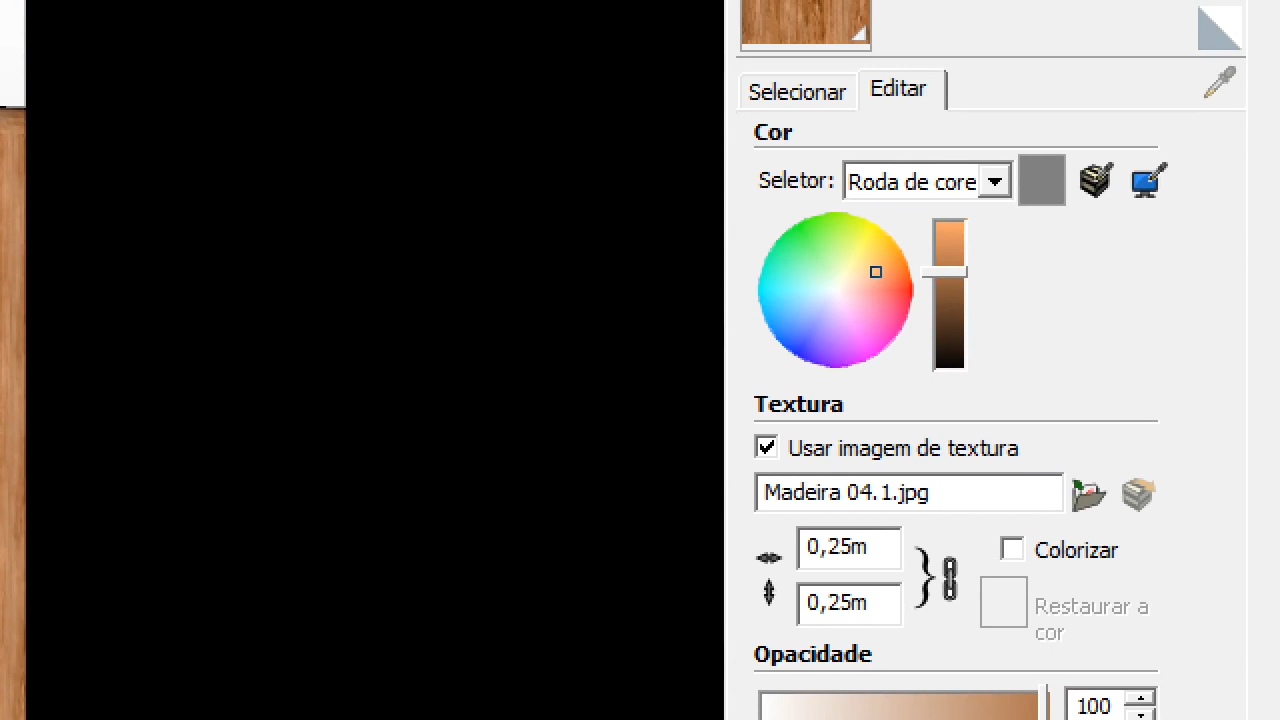 Selecionar Editar
Cor
Seletor: Roda de core
Textura
Usar imagem de textura
Madeira 04.1.jpg
0,25m
Colorizar
0,25m
Restaurar a
cor
Opacidade
100